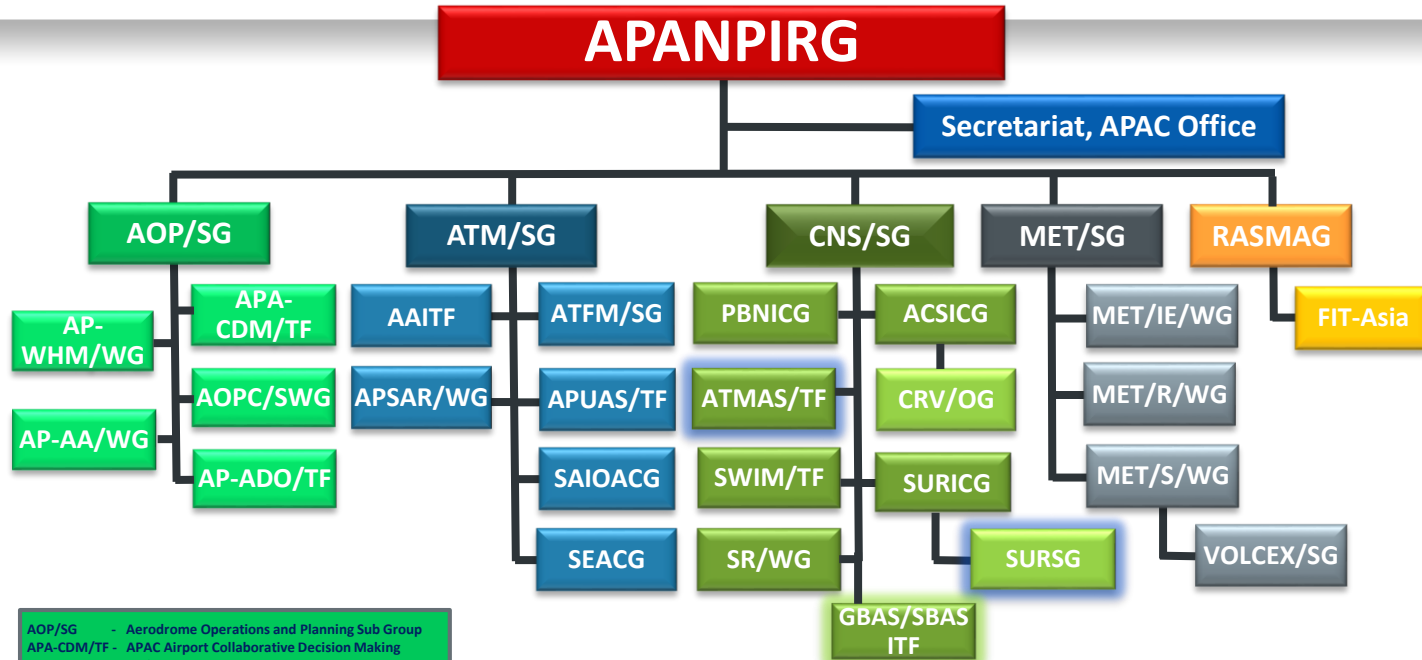 APANPIRG
Secretariat, APAC Office
AOP/SG
ATM/SG
CNS/SG
MET/SG
RASMAG
APA-
CDM/TF
AP-
WHM/WG
AOPC/SWG
AP-AA/WG
AP-ADO/TF
AAITF
ATFM/SG
APSAR/WG
APUAS/TF
SAIOACG
SEACG
PBNICG
ACSICG
ATMAS/TF
CRV/OG
SWIM/TF
SURICG
SR/WG
SURSG
GBAS/SBAS
ITF
MET/IE/WG
MET/R/WG
MET/S/WG
VOLCEX/SG
FIT-Asia
AOP/SG - Aerodrome Operations and Planning Sub Group
APA-CDM/TF - APAC Airport Collaborative Decision Making